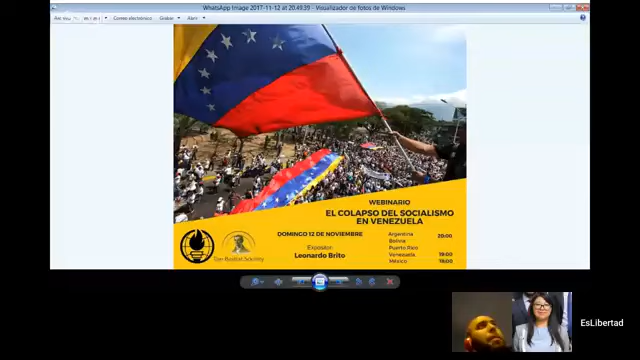 WhatsApp Image 2017-11-12 at 20.49.39 - Visualizador de fotos de Windows
Correo electrónico Grabar Abrir
WEBINARIO
EL COLAPSO DEL SOCIALISMO
EN VENEZUELA
DOMINGO 12 DE NOVIEMBRE
Expositor:
Leonardo Brito
Argentina 20:00
Bolivia
Puerto Rico
Venezuela 19:00
México 18:00
The Bastiat Society
EsLibertad